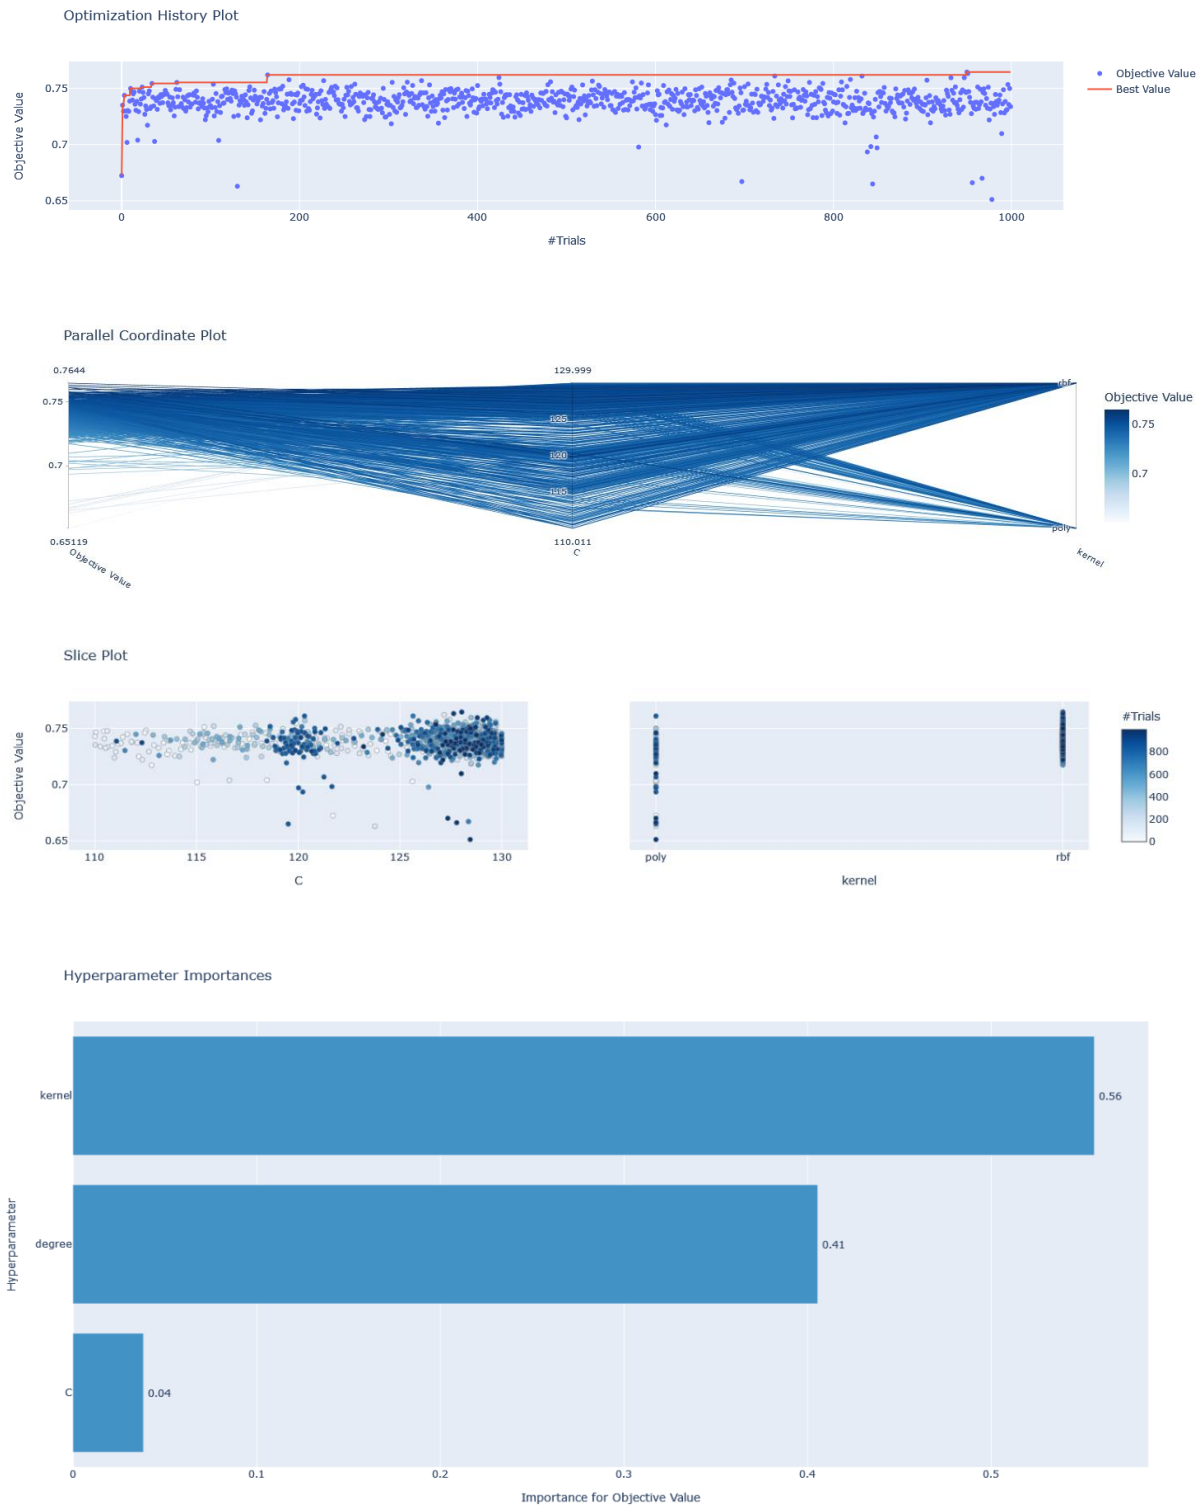 Optimization History Plot
Objective Value
0.75
0.7
0.65
0 200 400 600 800 1000
#Trials
Objective Value
Best Value
Parallel Coordinate Plot
0.7644
129.999
0.75
0.7
0.65119
Objective Value
125
120
115
110.011
C
rbf
poly
kernel
Objective Value
0.75
0.7
Slice Plot
Objective Value
0.75
0.7
0.65
110 115 120 125 130
C
poly rbf
kernel
#Trials
800
600
400
200
0
Hyperparameter Importances
Hyperparameter
kernel 0.56
degree 0.41
C 0.04
0 0.1 0.2 0.3 0.4 0.5
Importance for Objective Value